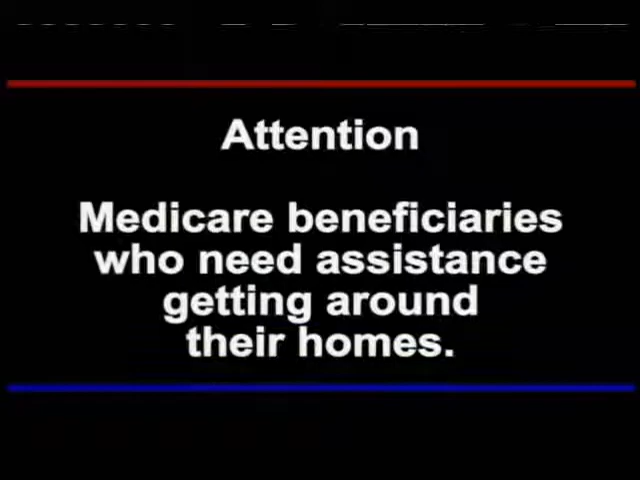 Attention
Medicare beneficiaries
who need assistance
getting around
their homes.